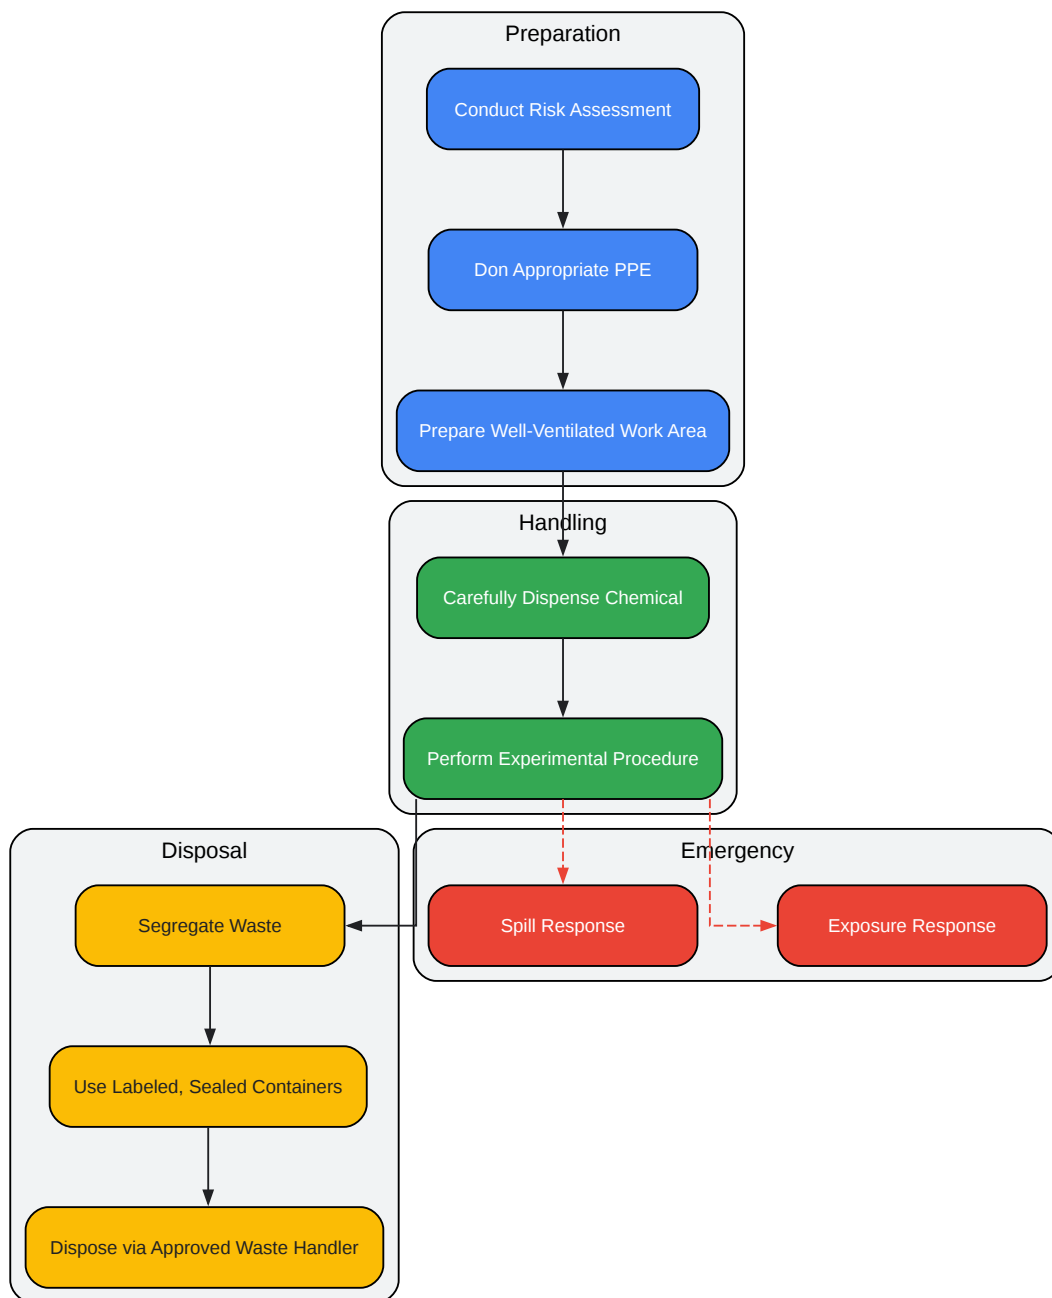 Preparation
Conduct Risk Assessment
Don Appropriate PPE
Prepare Well-Ventilated Work Area
Handling
Carefully Dispense Chemical
Perform Experimental Procedure
Disposal
Segregate Waste
Use Labeled, Sealed Containers
Dispose via Approved Waste Handler
Emergency
Spill Response
Exposure Response